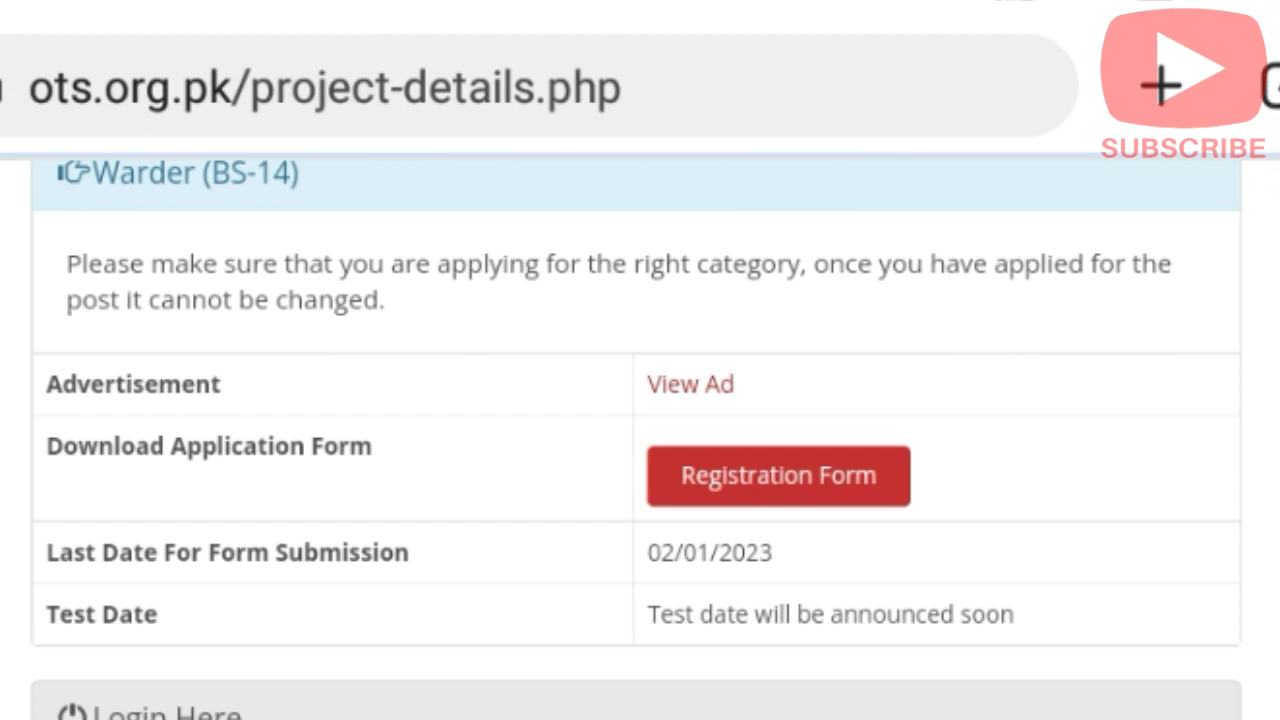 ots.org.pk/project-details.php
SUBSCRIBE
Warder (BS-14)
Please make sure that you are applying for the right category, once you have applied for the
post it cannot be changed.
Advertisement View Ad
Download Application Form Registration Form
Last Date For Form Submission 02/01/2023
Test Date Test date will be announced soon
Login Here